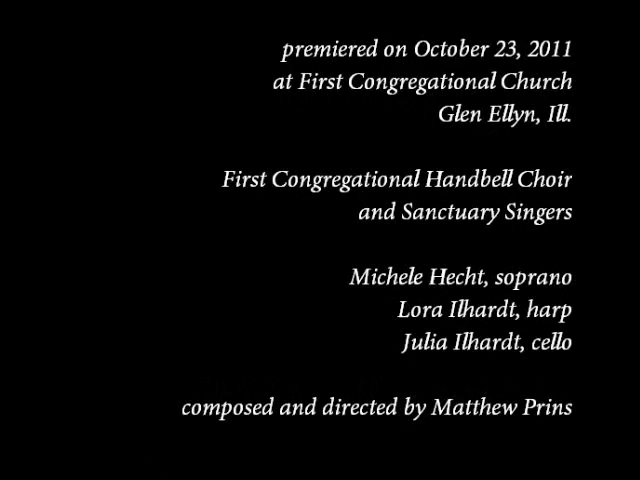 premiered on October 23, 2011
at First Congregational Church
Glen Ellyn, Ill.
First Congregational Handbell Choir
and Sanctuary Singers
Michele Hecht, soprano
Lora Ilhardt, harp
Julia Ilhardt, cello
composed and directed by Matthew Prins